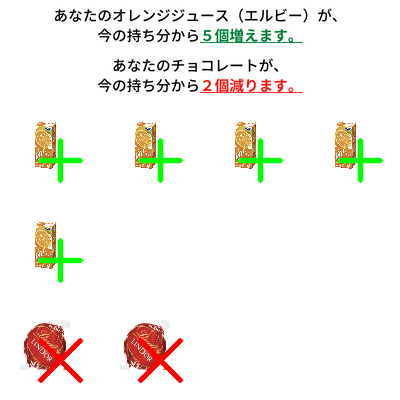 あなたのオレンジジュース（エルビー）が、
今の持ち分から５個増えます。
あなたのチョコレートが、
今の持ち分から２個減ります。
LINDOR
LINDOR